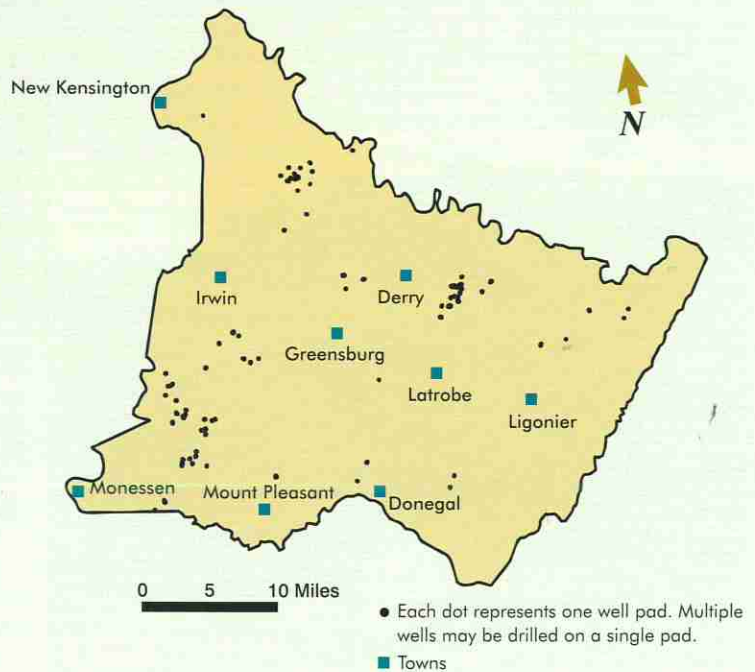 New Kensington
N
Irwin
Derry
Greensburg
Latrobe
Ligonier
Monessen
Mount Pleasant
Donegal
0 5 10 Miles
Each dot represents one well pad. Multiple
wells may be drilled on a single pad.
Towns